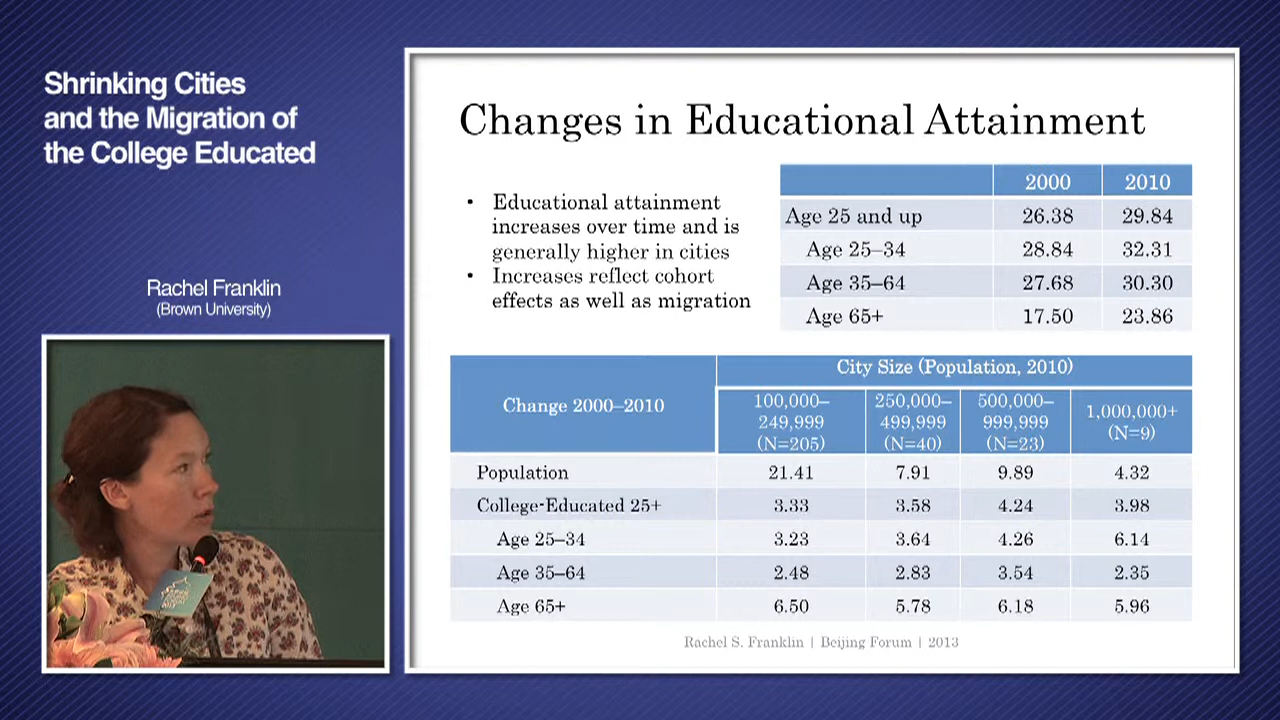 Shrinking Cities
and the Migration of
the College Educated
Rachel Franklin
(Brown University)
Changes in Educational Attainment
• Educational attainment
increases over time and is
generally higher in cities
• Increases reflect cohort
effects as well as migration
2000 2010
Age 25 and up 26.38 29.84
Age 25–34 28.84 32.31
Age 35–64 27.68 30.30
Age 65+ 17.50 23.86
Change 2000–2010
City Size (Population, 2010)
100,000–249,999 (N=205)
250,000–499,999 (N=40)
500,000–999,999 (N=23)
1,000,000+ (N=9)
Population 21.41 7.91 9.89 4.32
College-Educated 25+ 3.33 3.58 4.24 3.98
Age 25–34 3.23 3.64 4.26 6.14
Age 35–64 2.48 2.83 3.54 2.35
Age 65+ 6.50 5.78 6.18 5.96
Rachel S. Franklin | Beijing Forum | 2013